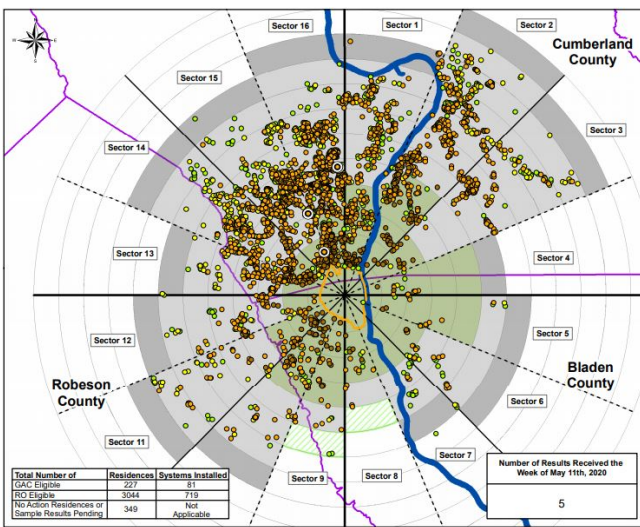 Sector 16
Sector 1
Sector 2
Cumberland
County
Sector 15
Sector 3
Sector 14
Sector 13
Sector 4
Sector 12
Sector 5
Robeson
County
Bladen
County
Sector 6
Sector 11
Sector 7
Sector 9
Sector 8
Total Number of Residences Systems Installed
GAC Eligible 227 81
RO Eligible 3044 719
No Action Residences or
Sample Results Pending 349 Not
Applicable
Number of Results Received the
Week of May 11th, 2020
5